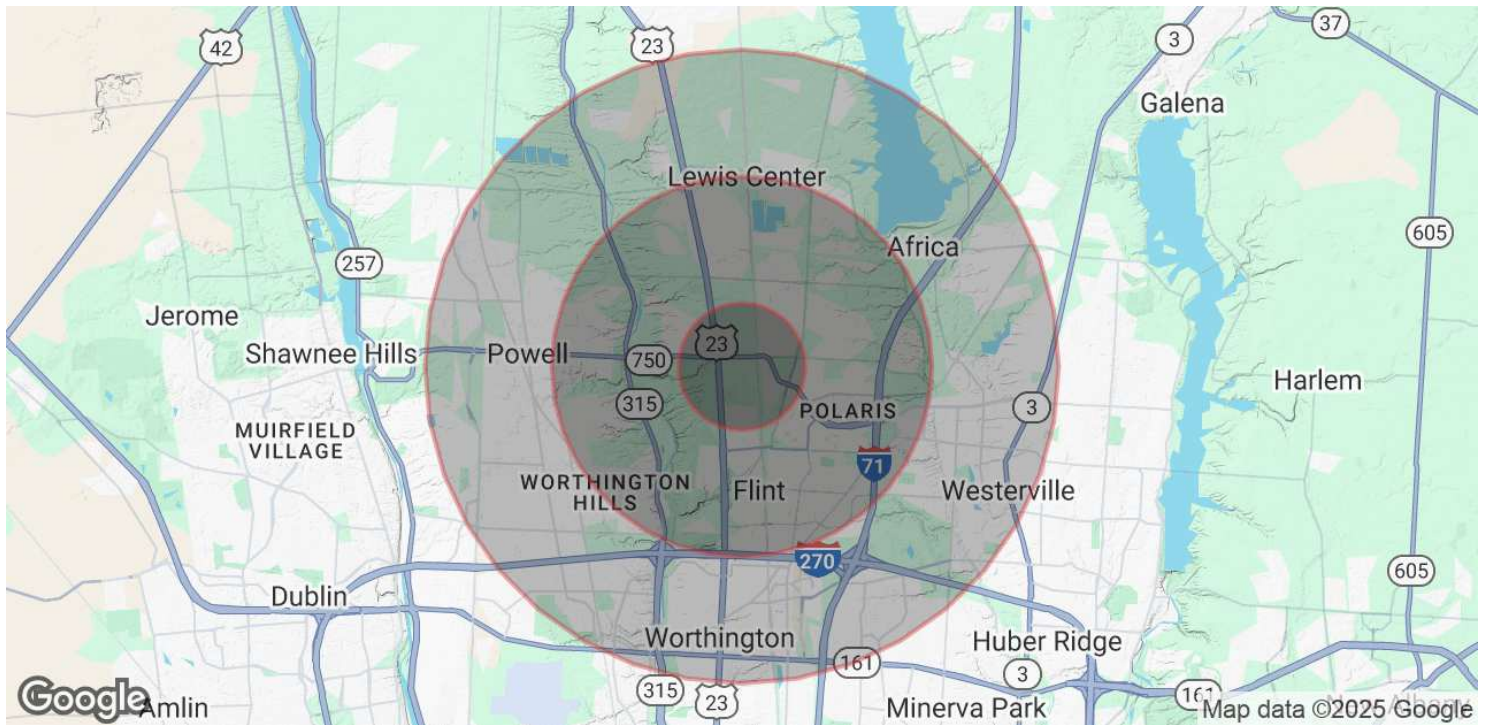 42
23
3
37
Galena
Lewis Center
605
Africa
257
Jerome
23
Shawnee Hills
Powell
750
Harlem
315
POLARIS
3
MUIRFIELD
VILLAGE
71
WORTHINGTON
HILLS
Flint
Westerville
270
605
Dublin
Worthington
Huber Ridge
161
3
315
23
161
Google
Amlin
Minerva Park
New Albany
Map data ©2025 Google